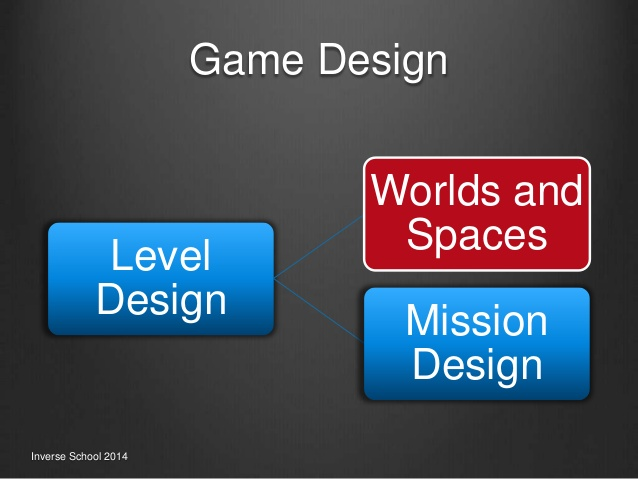 Game Design
Worlds and
Spaces
Level
Design
Mission
Design
Inverse School 2014